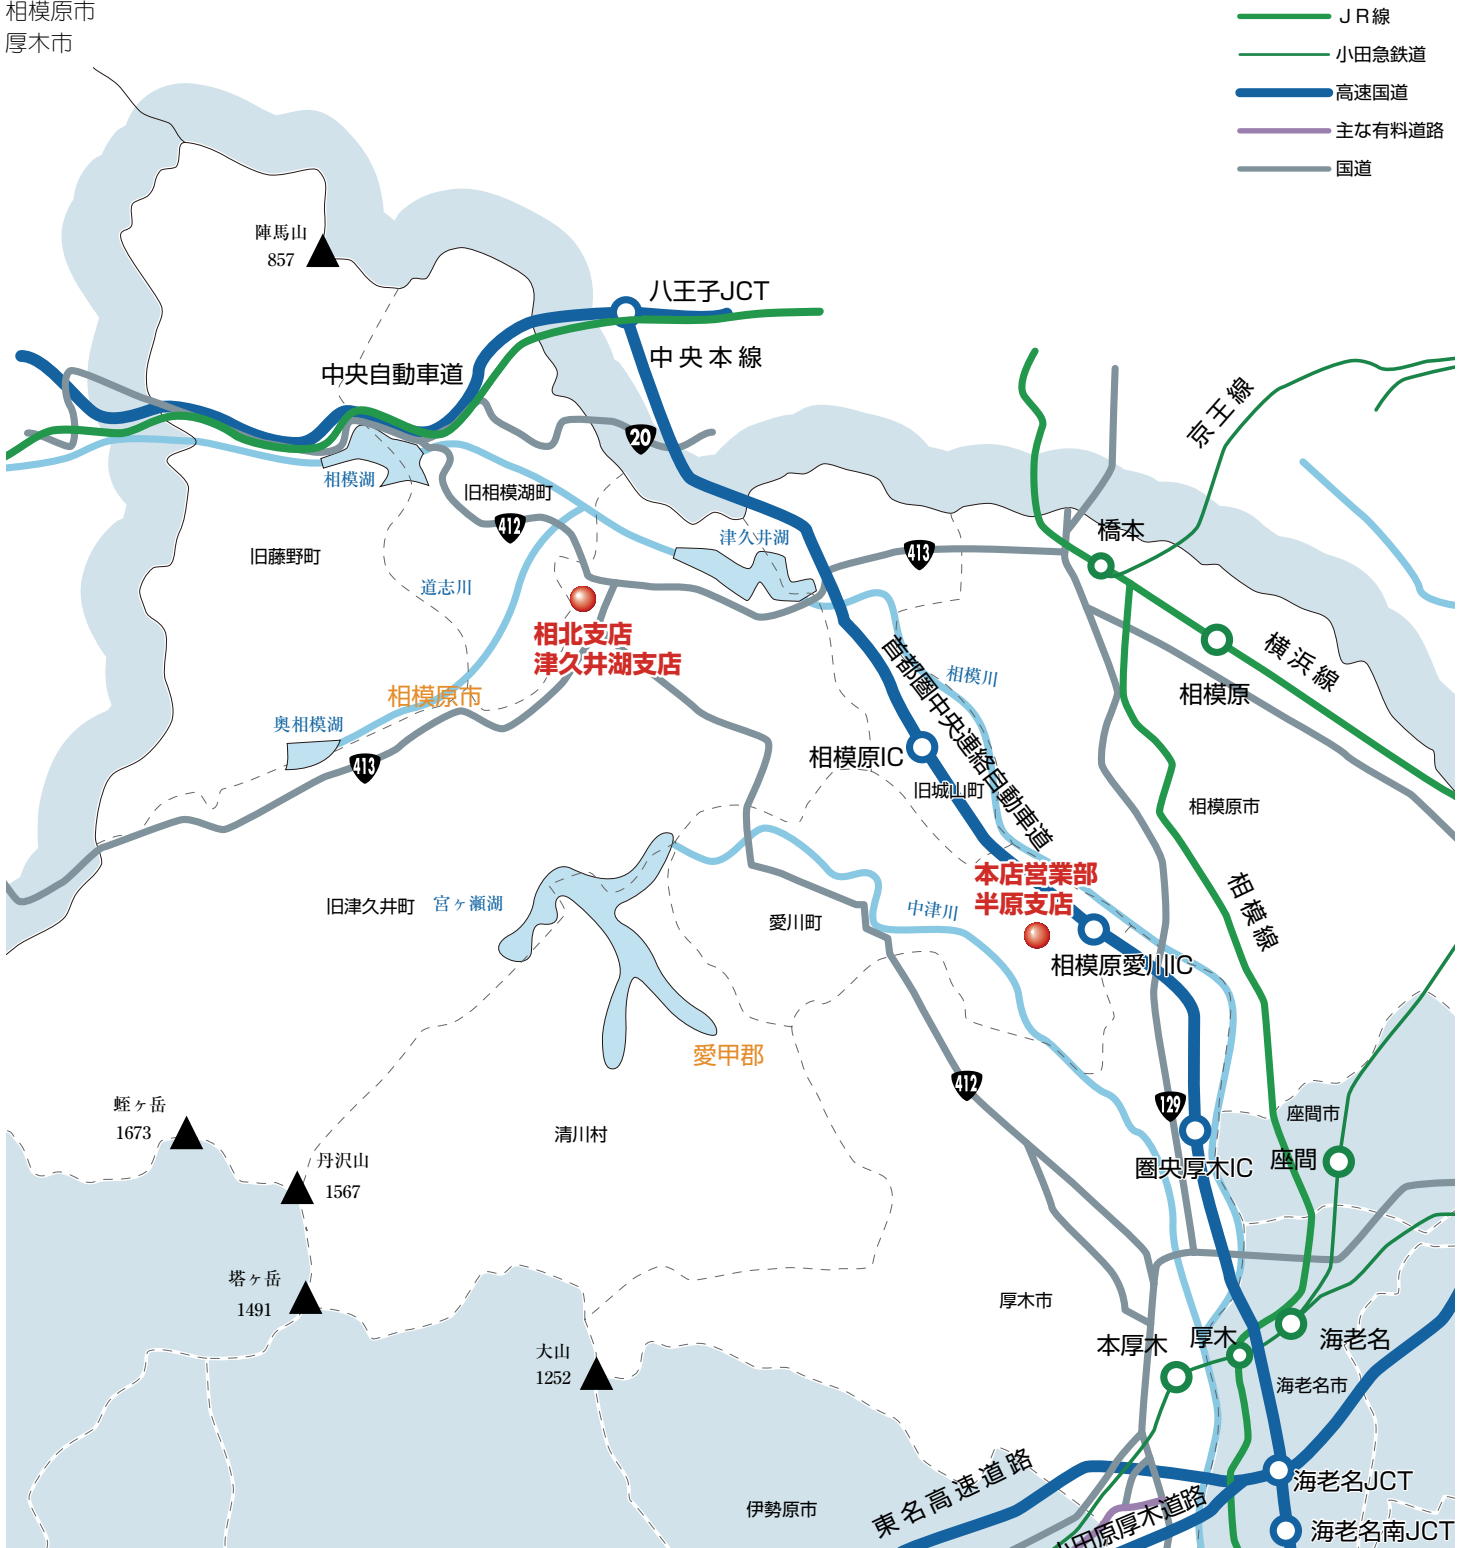 相模原市
厚木市
ＪＲ線
小田急鉄道
高速国道
主な有料道路
国道
陣馬山
857
八王子JCT
中央本線
中央自動車道
京王線
20
相模湖
旧相模湖町
412
津久井湖
413
橋本
旧藤野町
道志川
相北支店
津久井湖支店
首都圏中央連絡自動車道
相模川
横浜線
相模原
相模原市
奥相模湖
413
相模原IC
旧城山町
相模原市
本店営業部
半原支店
相模線
旧津久井町
宮ヶ瀬湖
愛川町
中津川
相模原愛川IC
愛甲郡
412
129
蛭ヶ岳
1673
清川村
座間市
座間
丹沢山
1567
圏央厚木IC
塔ヶ岳
1491
厚木市
本厚木
厚木
海老名
大山
1252
海老名市
東名高速道路
海老名JCT
伊勢原市
小田原厚木道路
海老名南JCT